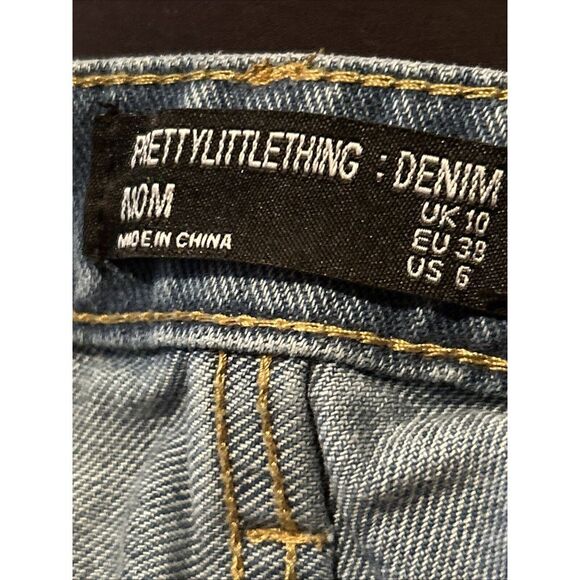 PRETTYLITTLETHING : DENIM
MOM
MADE IN CHINA
UK 10
EU 38
US 6